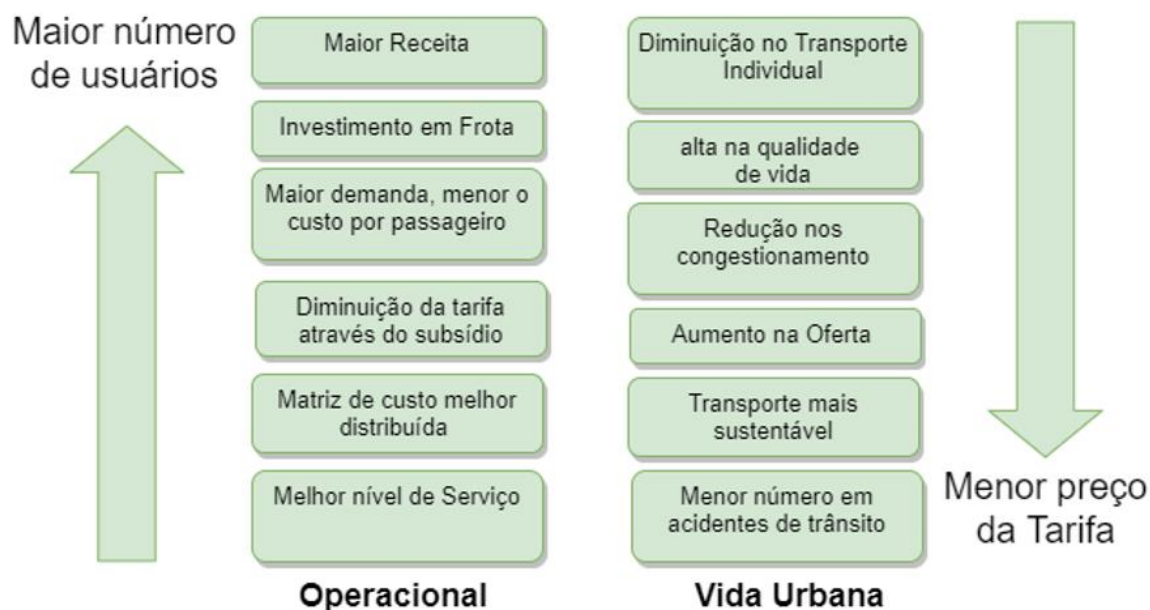 Maior número
de usuários
Maior Receita
Investimento em Frota
Maior demanda, menor o
custo por passageiro
Diminuição da tarifa
através do subsídio
Matriz de custo melhor
distribuída
Melhor nível de Serviço
Operacional
Diminuição no Transporte
Individual
alta na qualidade
de vida
Redução nos
congestionamento
Aumento na Oferta
Transporte mais
sustentável
Menor número em
acidentes de trânsito
Vida Urbana
Menor preço
da Tarifa